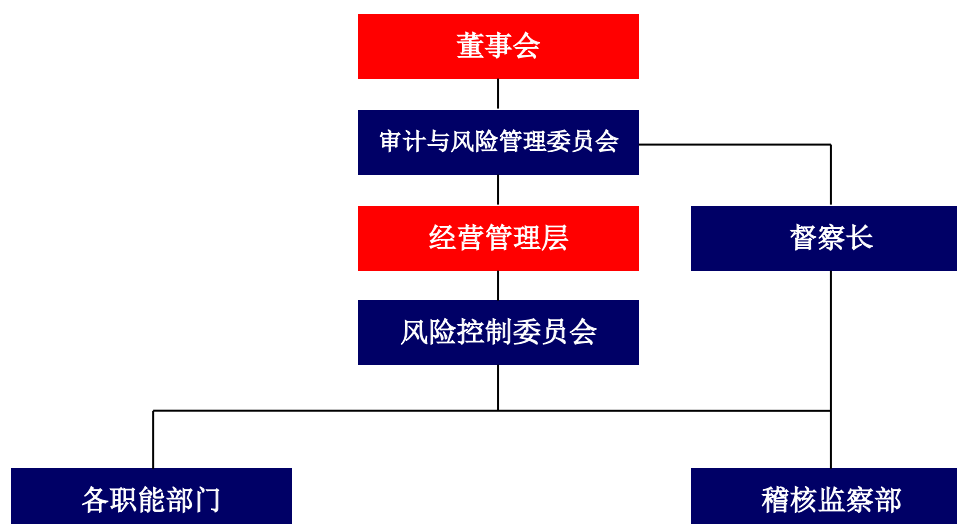 董事会
审计与风险管理委员会
经营管理层
督察长
风险控制委员会
各职能部门
稽核监察部